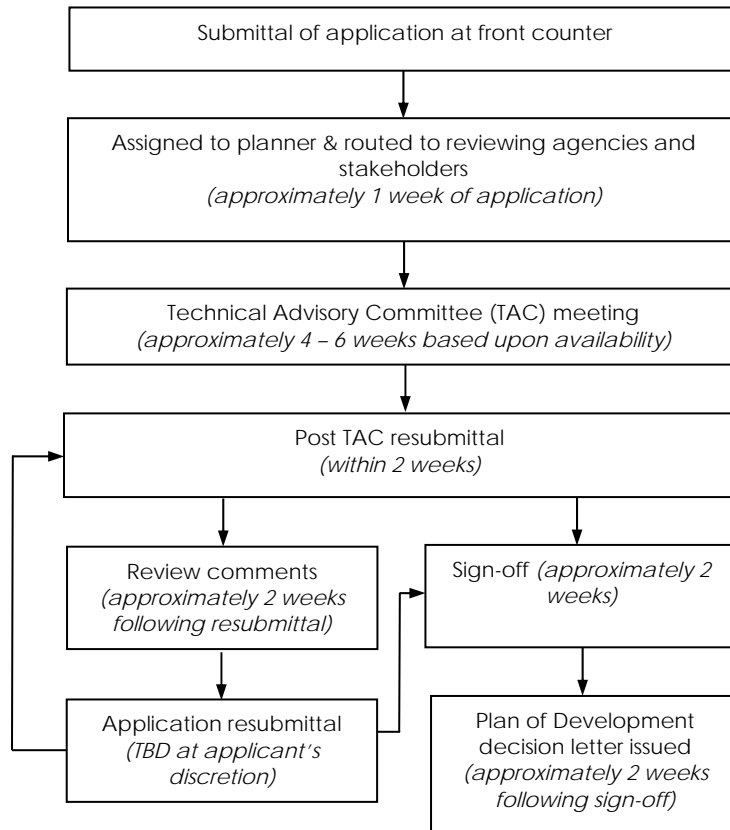 Submittal of application at front counter
Assigned to planner & routed to reviewing agencies and
stakeholders
(approximately 1 week of application)
Technical Advisory Committee (TAC) meeting
(approximately 4 – 6 weeks based upon availability)
Post TAC resubmittal
(within 2 weeks)
Review comments
(approximately 2 weeks
following resubmittal)
Sign-off (approximately 2
weeks)
Application resubmittal
(TBD at applicant’s
discretion)
Plan of Development
decision letter issued
(approximately 2 weeks
following sign-off)